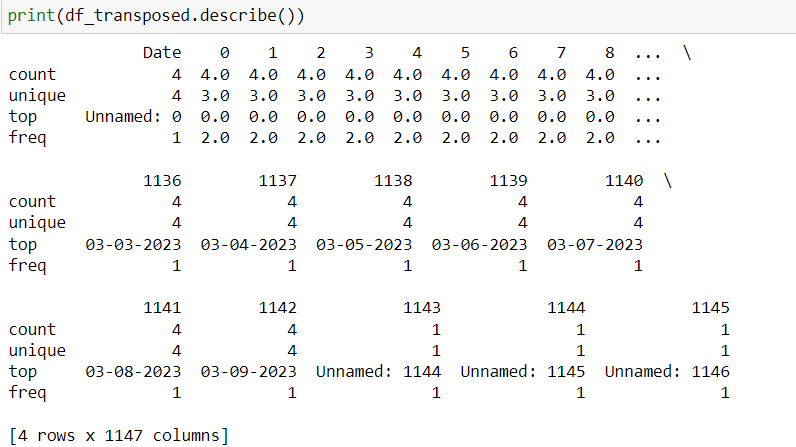 print(df_transposed.describe())
Date 0 1 2 3 4 5 6 7 8 ... \
count 4 4.0 4.0 4.0 4.0 4.0 4.0 4.0 4.0 4.0 ...
unique 4 3.0 3.0 3.0 3.0 3.0 3.0 3.0 3.0 3.0 ...
top Unnamed: 0 0.0 0.0 0.0 0.0 0.0 0.0 0.0 0.0 0.0 ...
freq 1 2.0 2.0 2.0 2.0 2.0 2.0 2.0 2.0 2.0 ...
1136 1137 1138 1139 1140 \
count 4 4 4 4 4
unique 4 4 4 4 4
top 03-03-2023 03-04-2023 03-05-2023 03-06-2023 03-07-2023
freq 1 1 1 1 1
1141 1142 1143 1144 1145
count 4 4 1 1 1
unique 4 4 1 1 1
top 03-08-2023 03-09-2023 Unnamed: 1144 Unnamed: 1145 Unnamed: 1146
freq 1 1 1 1 1
[4 rows x 1147 columns]